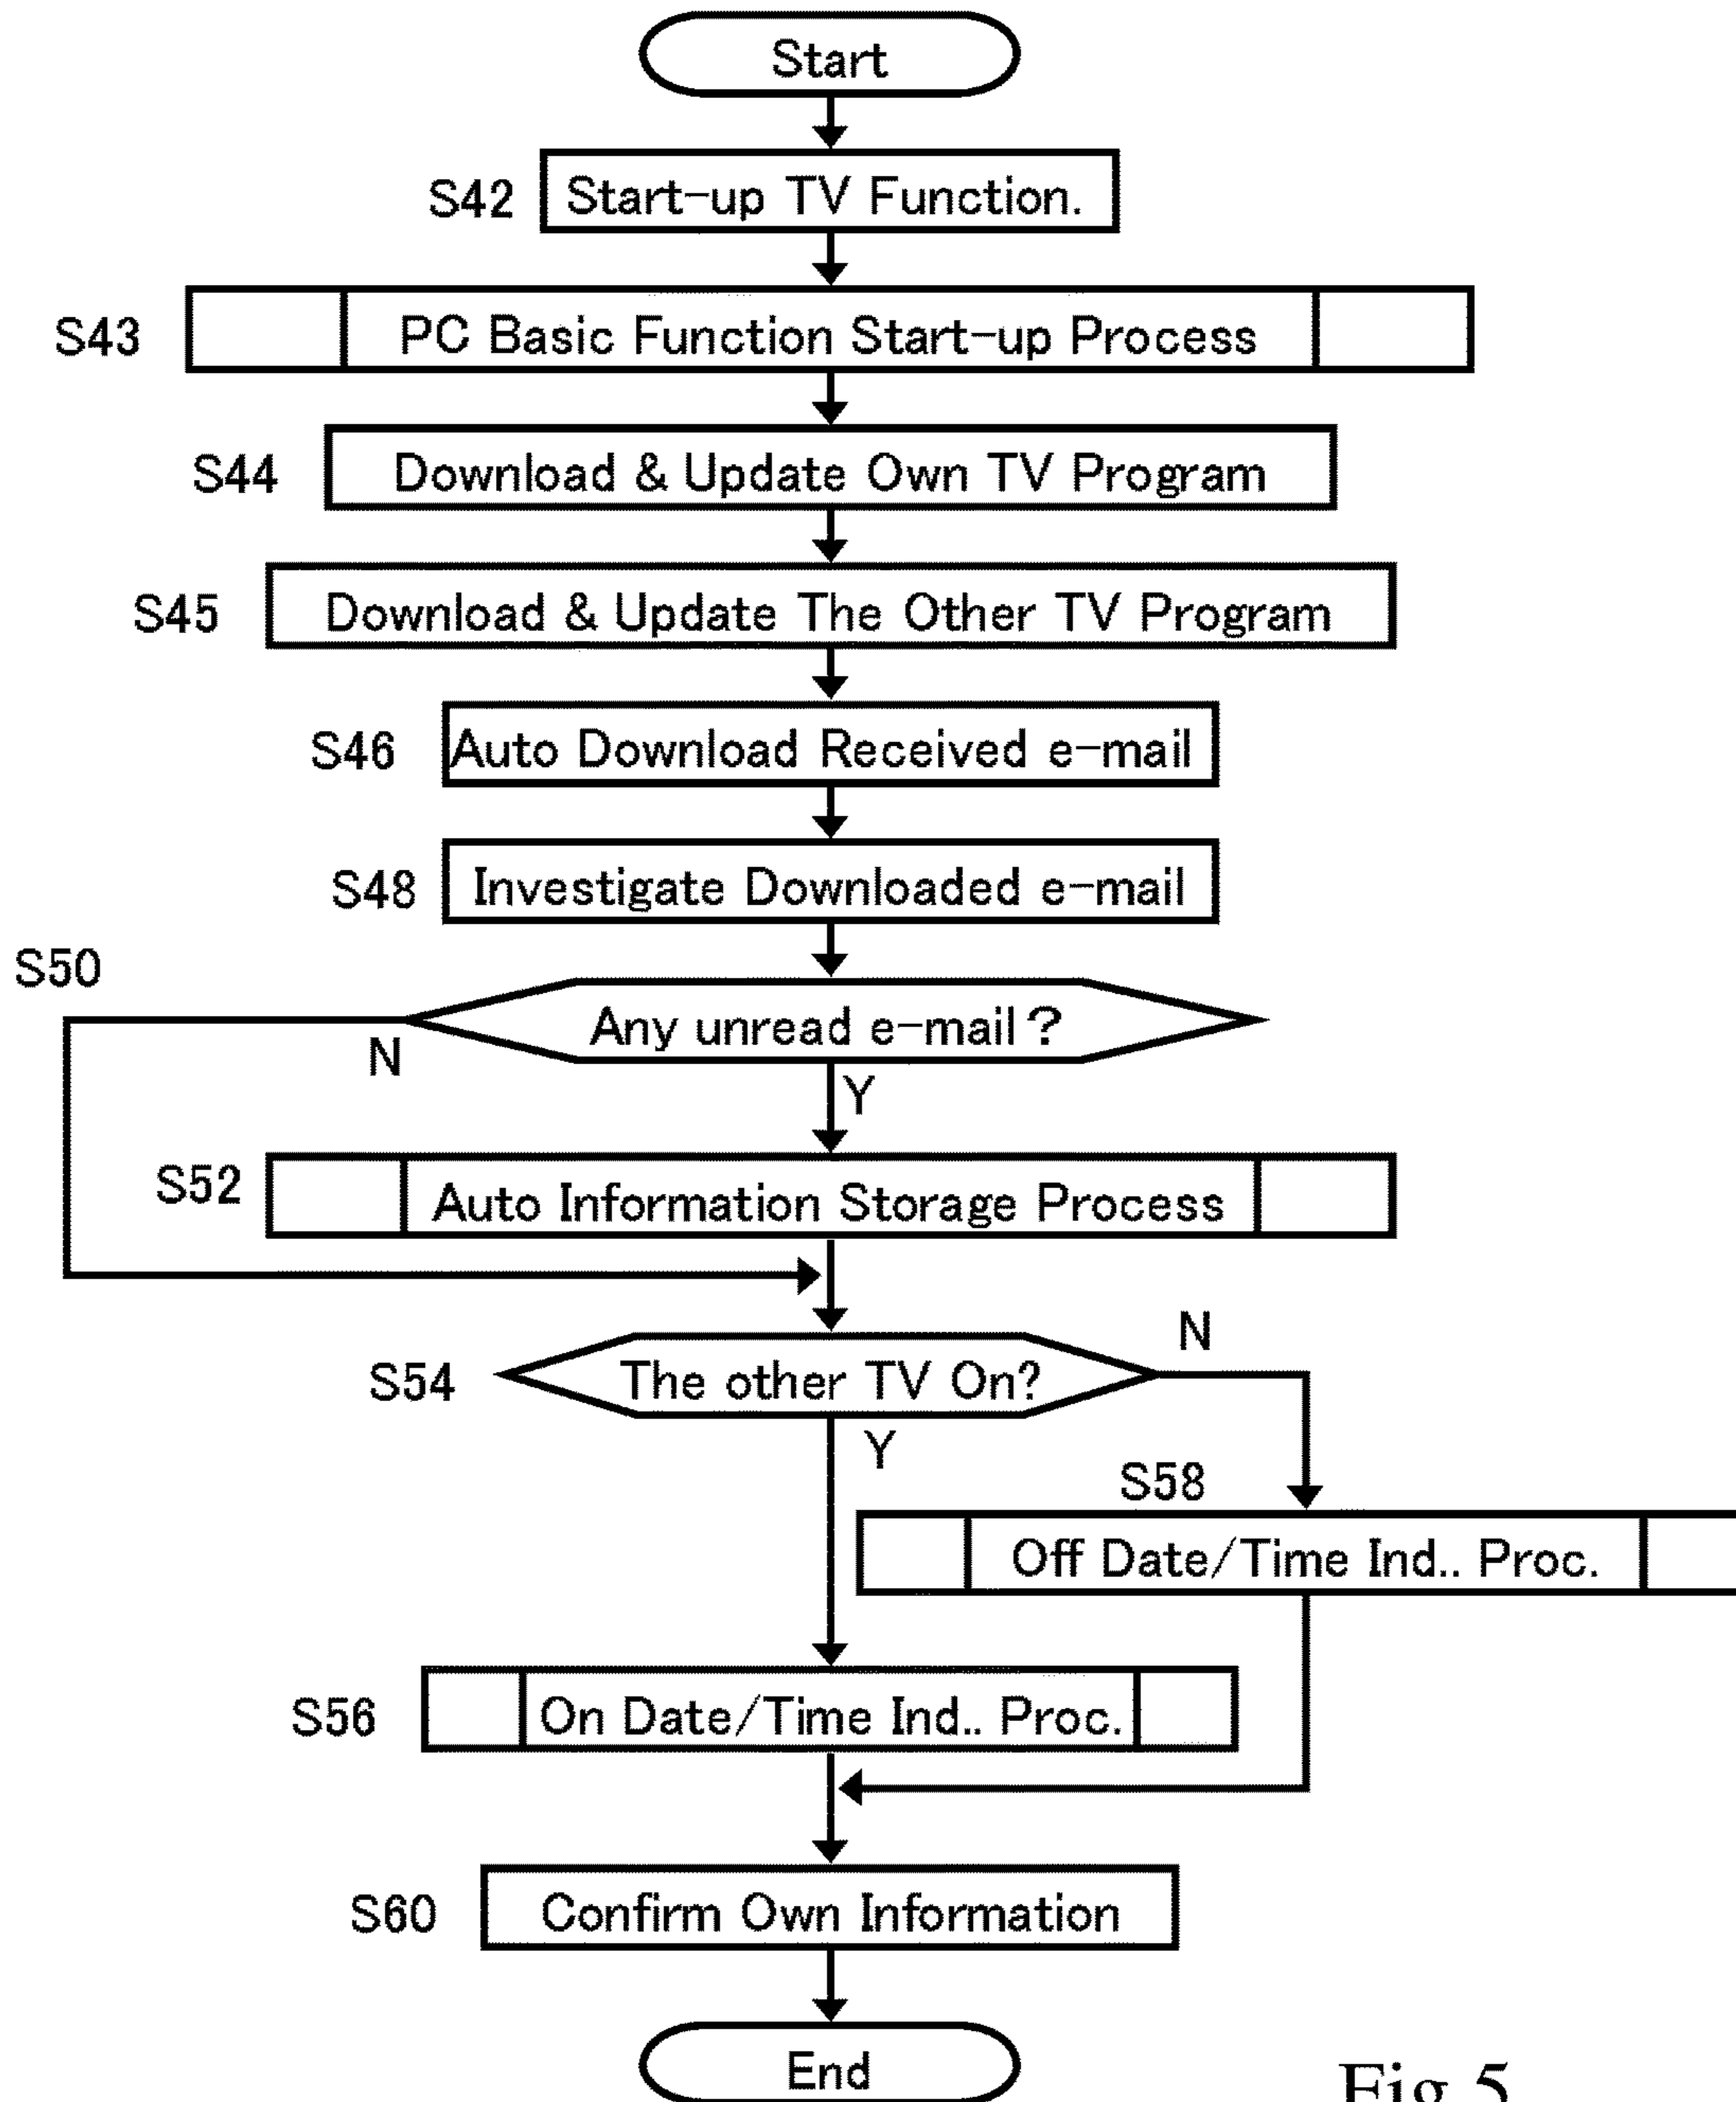 Start
S42
Start-up TV Function.
S43
PC Basic Function Start-up Process
S44
Download & Update Own TV Program
S45
Download & Update The Other TV Program
S46
Auto Download Received e-mail
S48
Investigate Downloaded e-mail
S50
Any unread e-mail?
N
Y
S52
Auto Information Storage Process
N
S54
The other TV On?
Y
S58
Off Date/Time Ind.. Proc.
S56
On Date/Time Ind.. Proc.
S60
Confirm Own Information
End
Fig.5